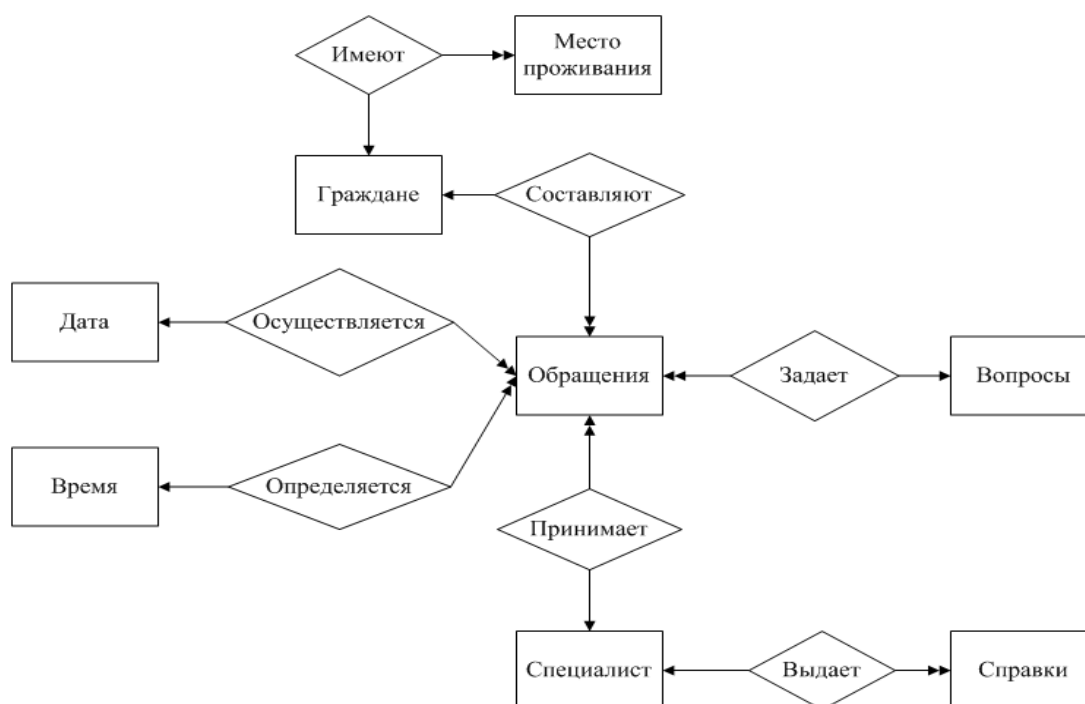 Имеют
Место
проживания
Граждане
Составляют
Дата
Осуществляется
Обращения
Задает
Вопросы
Время
Определяется
Принимает
Специалист
Выдает
Справки